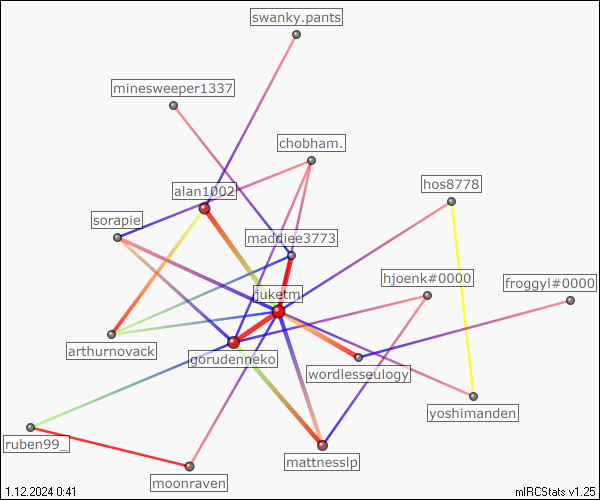 swanky.pants
minesweeper1337
chobham.
alan1002
hos8778
sorapie
maddiee3773
hjoenk#0000
froggyl#0000
juketm
arthurnovack
gorudenneko
wordlesseulogy
yoshimanden
ruben99_
mattnesslp
moonraven
1.12.2024 0:41
mIRCStats v1.25